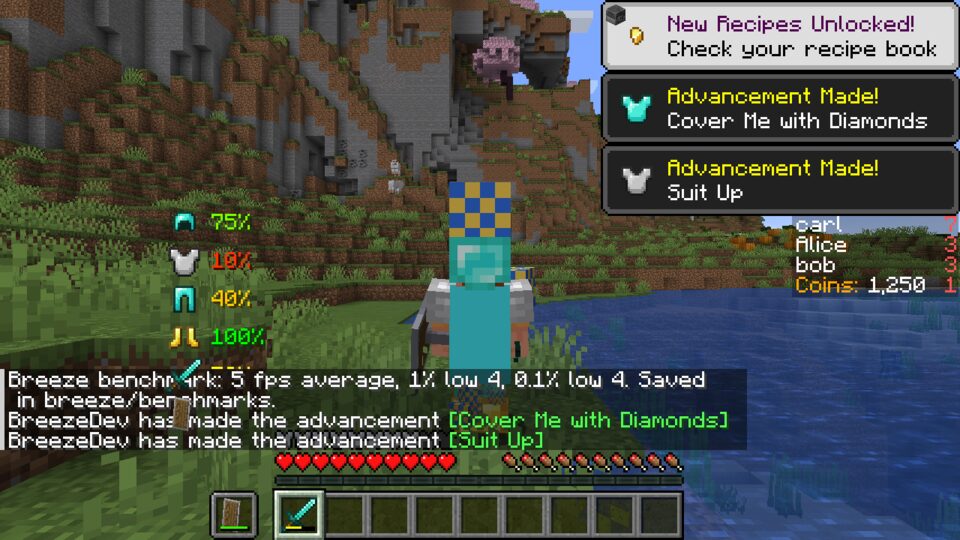 New Recipes Unlocked!
Check your recipe book
Advancement Made!
Cover Me with Diamonds
Advancement Made!
Suit Up
carl 7
Alice 3
bob 3
Coins: 1,250 1
75%
10%
40%
100%
Breeze benchmark: 5 fps average, 1% low 4, 0.1% low 4. Saved
in breeze/benchmarks.
BreezeDev has made the advancement [Cover Me with Diamonds]
BreezeDev has made the advancement [Suit Up]